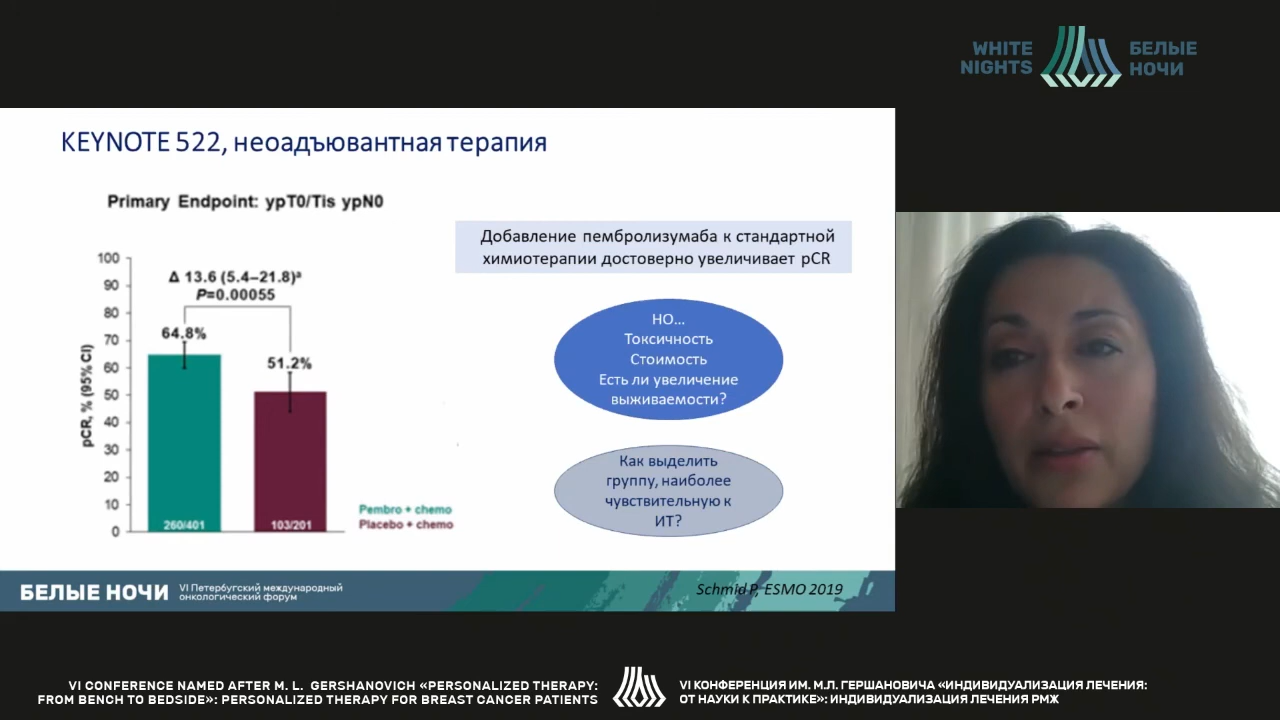 WHITE
NIGHTS
БЕЛЫЕ
НОЧИ
KEYNOTE 522, неоадъювантная терапия
Primary Endpoint: ypT0/Tis ypN0
Добавление пембролизумаба к стандартной
химиотерапии достоверно увеличивает pCR
Δ 13.6 (5.4–21.8)ª
P=0.00055
64.8%
51.2%
pCR, % (95% CI)
100
90
80
70
60
50
40
30
20
10
0
260/401
103/201
Pembro + chemo
Placebo + chemo
НО...
Токсичность
Стоимость
Есть ли увеличение
выживаемости?
Как выделить
группу, наиболее
чувствительную к
ИТ?
БЕЛЫЕ НОЧИ
VI Петербугский международный
онкологический форум
Schmid P, ESMO 2019
VI CONFERENCE NAMED AFTER M. L. GERSHANOVICH «PERSONALIZED THERAPY:
FROM BENCH TO BEDSIDE»: PERSONALIZED THERAPY FOR BREAST CANCER PATIENTS
VI КОНФЕРЕНЦИЯ ИМ. М.Л. ГЕРШАНОВИЧА «ИНДИВИДУАЛИЗАЦИЯ ЛЕЧЕНИЯ:
ОТ НАУКИ К ПРАКТИКЕ»: ИНДИВИДУАЛИЗАЦИЯ ЛЕЧЕНИЯ РМЖ